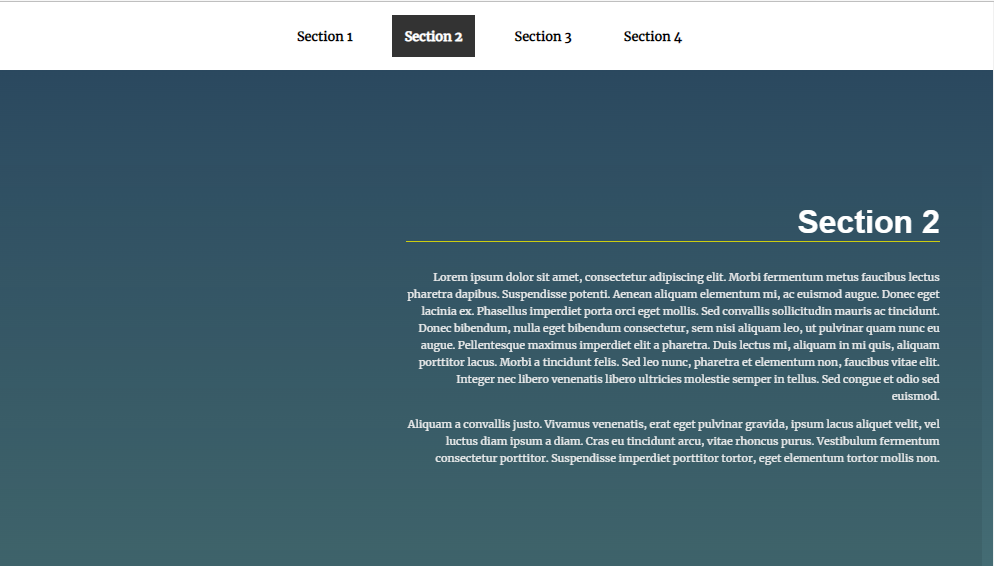 Section 1
Section 2
Section 3
Section 4
Section 2
Lorem ipsum dolor sit amet, consectetur adipiscing elit. Morbi fermentum metus faucibus lectus
pharetra dapibus. Suspendisse potenti. Aenean aliquam elementum mi, ac euismod augue. Donec eget
lacinia ex. Phasellus imperdiet porta orci eget mollis. Sed convallis sollicitudin mauris ac tincidunt.
Donec bibendum, nulla eget bibendum consectetur, sem nisi aliquam leo, ut pulvinar quam nunc eu
augue. Pellentesque maximus imperdiet elit a pharetra. Duis lectus mi, aliquam in mi quis, aliquam
porttitor lacus. Morbi a tincidunt felis. Sed leo nunc, pharetra et elementum non, faucibus vitae elit.
Integer nec libero venenatis libero ultricies molestie semper in tellus. Sed congue et odio sed
euismod.
Aliquam a convallis justo. Vivamus venenatis, erat eget pulvinar gravida, ipsum lacus aliquet velit, vel
luctus diam ipsum a diam. Cras eu tincidunt arcu, vitae rhoncus purus. Vestibulum fermentum
consectetur porttitor. Suspendisse imperdiet porttitor tortor, eget elementum tortor mollis non.